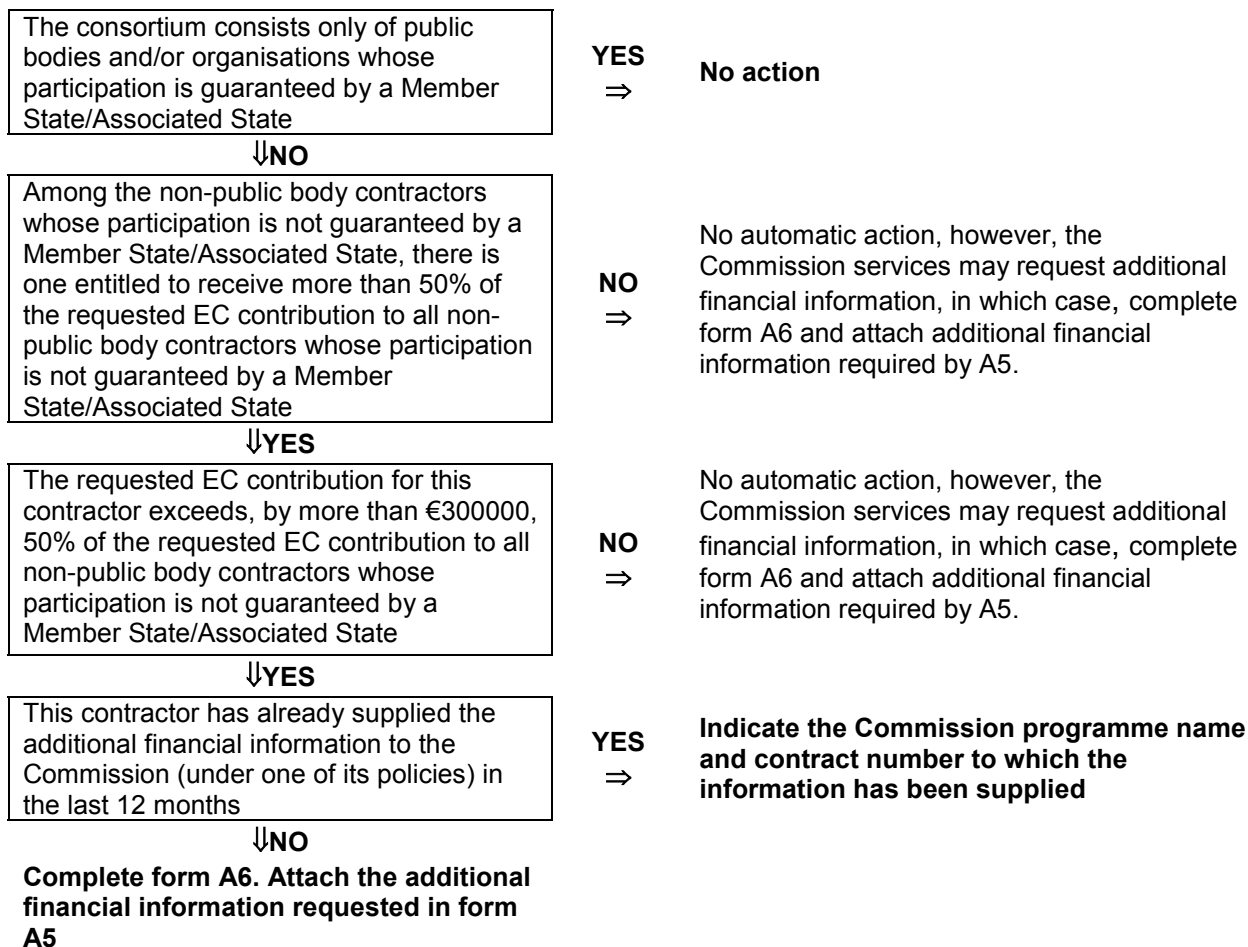 The consortium consists only of public
bodies and/or organisations whose
participation is guaranteed by a Member
State/Associated State
YES
⇒
No action
⇓NO
Among the non-public body contractors
whose participation is not guaranteed by a
Member State/Associated State, there is
one entitled to receive more than 50% of
the requested EC contribution to all non-
public body contractors whose participation
is not guaranteed by a Member
State/Associated State
NO
⇒
No automatic action, however, the
Commission services may request additional
financial information, in which case, complete
form A6 and attach additional financial
information required by A5.
⇓YES
The requested EC contribution for this
contractor exceeds, by more than €300000,
50% of the requested EC contribution to all
non-public body contractors whose
participation is not guaranteed by a
Member State/Associated State
NO
⇒
No automatic action, however, the
Commission services may request additional
financial information, in which case, complete
form A6 and attach additional financial
information required by A5.
⇓YES
This contractor has already supplied the
additional financial information to the
Commission (under one of its policies) in
the last 12 months
YES
⇒
Indicate the Commission programme name
and contract number to which the
information has been supplied
⇓NO
Complete form A6. Attach the additional
financial information requested in form
A5